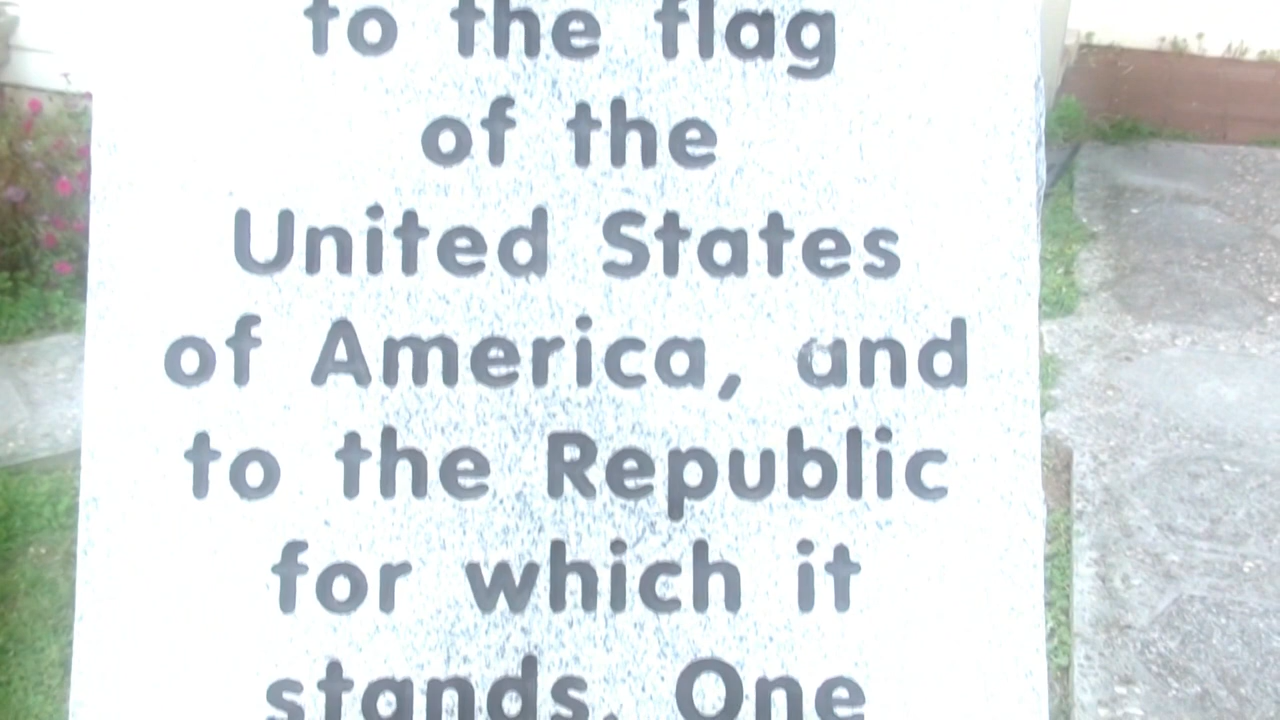 to the flag
of the
United States
of America, and
to the Republic
for which it
stands. One